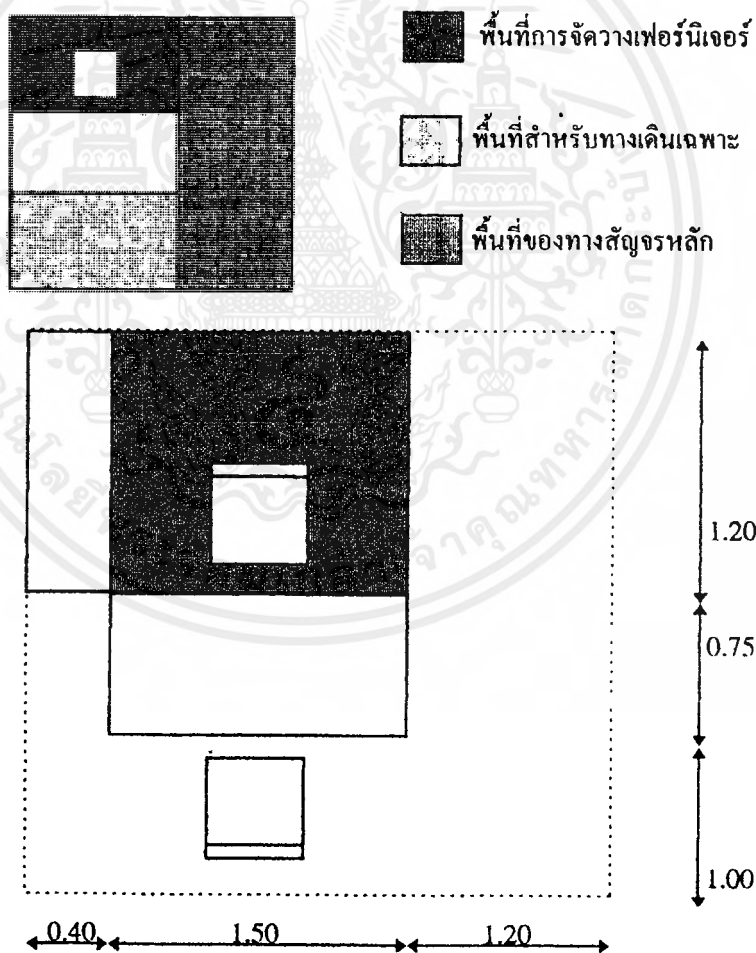 พื้นที่การจัดวางเฟอร์นิเจอร์
พื้นที่สำหรับทางเดินเฉพาะ
พื้นที่ของทางสัญจรหลัก
1.20
0.75
1.00
0.40 1.50 1.20